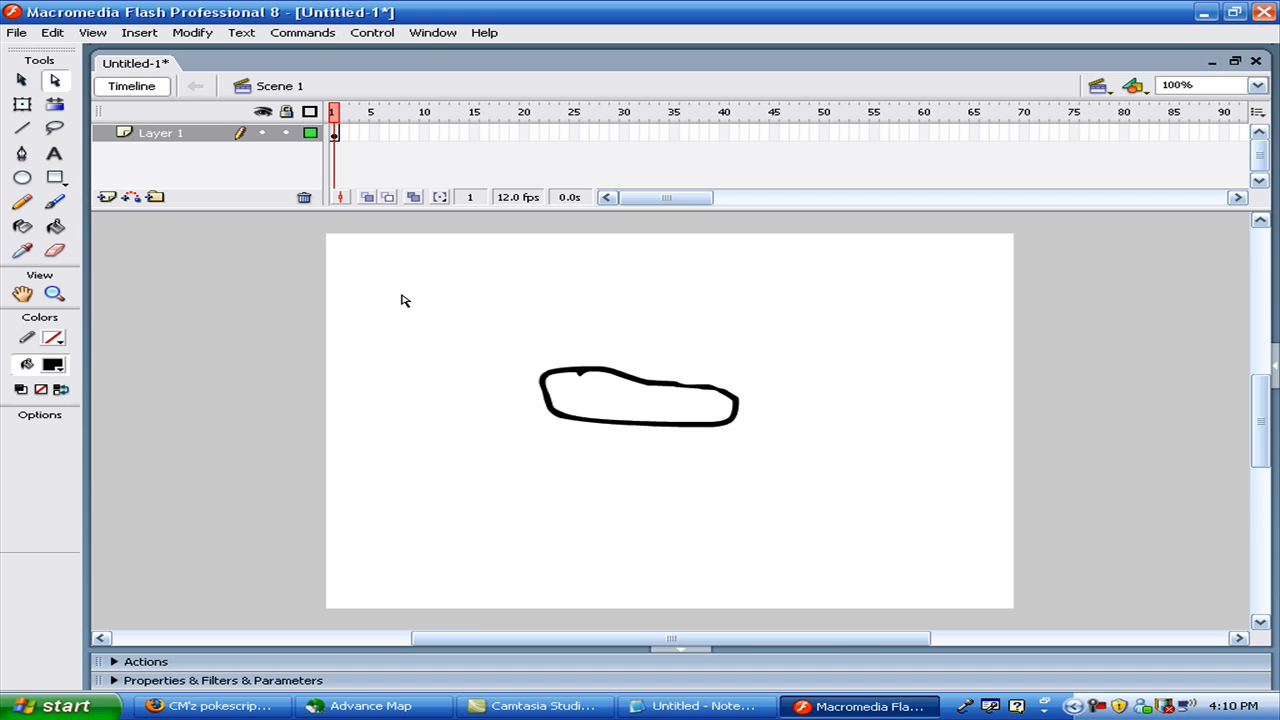 Macromedia Flash Professional 8 - [Untitled-1*]
File Edit View Insert Modify Text Commands Control Window Help
Tools
Untitled-1*
Timeline
Scene 1
100%
1 5 10 15 20 25 30 35 40 45 50 55 60 65 70 75 80 85 90
Layer 1
A
1 12.0 fps 0.0s
View
Colors
Options
Actions
Properties & Filters & Parameters
start
CM'z pokescrip...
Advance Map
Camtasia Studi...
Untitled - Note...
Macromedia Fla...
4:10 PM